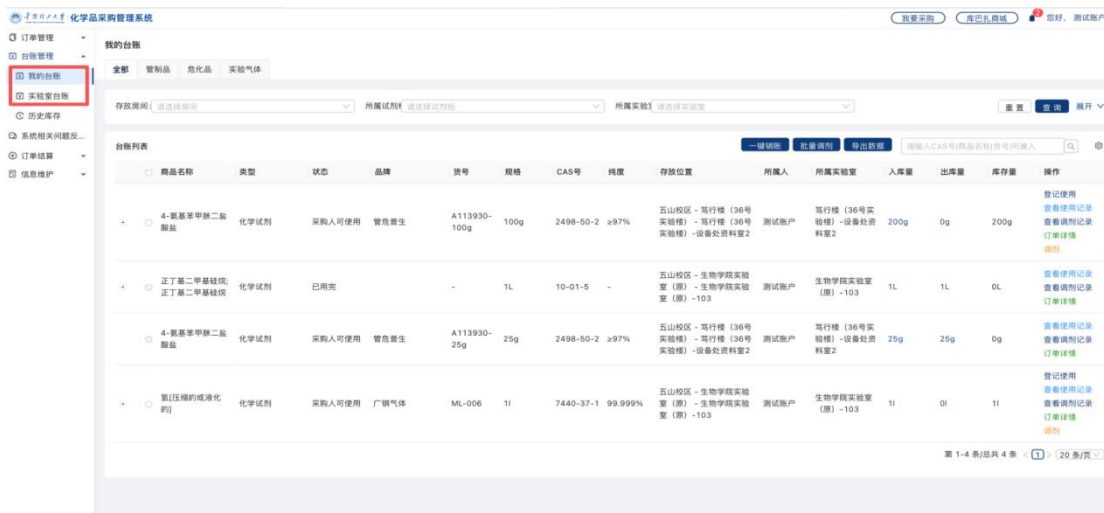 化学品采购管理系统
我要采购 库巴扎商城 2 您好, 测试账户
订单管理
台账管理
我的台账
实验室台账
历史库存
系统相关问题反...
订单结算
信息维护
我的台账
全部 管制品 危化品 实验气体
存放房间: 请选择房间 所属试剂柜 请选择试剂柜 所属实验室 请选择实验室 重置 查询 展开
台账列表 一键销账 批量调剂 导出数据 请输入CAS号|商品名称|货号|所属人
商品名称 类型 状态 品牌 货号 规格 CAS号 纯度 存放位置 所属人 所属实验室 入库量 出库量 库存量 操作
4-氨基苯甲脒二盐
酸盐
化学试剂 采购人可使用 管危普生
A113930-
100g
100g 2498-50-2 ≥97%
五山校区 - 笃行楼（36号
实验楼） - 笃行楼（36号
实验楼）-设备处资料室2
测试账户
笃行楼（36号实
验楼）-设备处资
料室2
200g 0g 200g
登记使用
查看使用记录
查看调剂记录
订单详情
调剂
正丁基二甲基硅烷;
正丁基二甲基硅烷
化学试剂 已用完 - 1L 10-01-5 -
五山校区 - 生物学院实验
室（原） - 生物学院实验
室（原）-103
测试账户
生物学院实验室
（原）-103
1L 1L 0L
查看使用记录
查看调剂记录
订单详情
4-氨基苯甲脒二盐
酸盐
化学试剂 采购人可使用 管危普生
A113930-
25g
25g 2498-50-2 ≥97%
五山校区 - 笃行楼（36号
实验楼） - 笃行楼（36号
实验楼）-设备处资料室2
测试账户
笃行楼（36号实
验楼）-设备处资
料室2
25g 25g 0g
查看使用记录
查看调剂记录
订单详情
氩[压缩的或液化
的]
化学试剂 采购人可使用 广钢气体 ML-006 1l 7440-37-1 99.999%
五山校区 - 生物学院实验
室（原） - 生物学院实验
室（原）-103
测试账户
生物学院实验室
（原）-103
1l 0l 1l
登记使用
查看使用记录
查看调剂记录
订单详情
调剂
第 1-4 条/总共 4 条 < 1 > 20 条/页